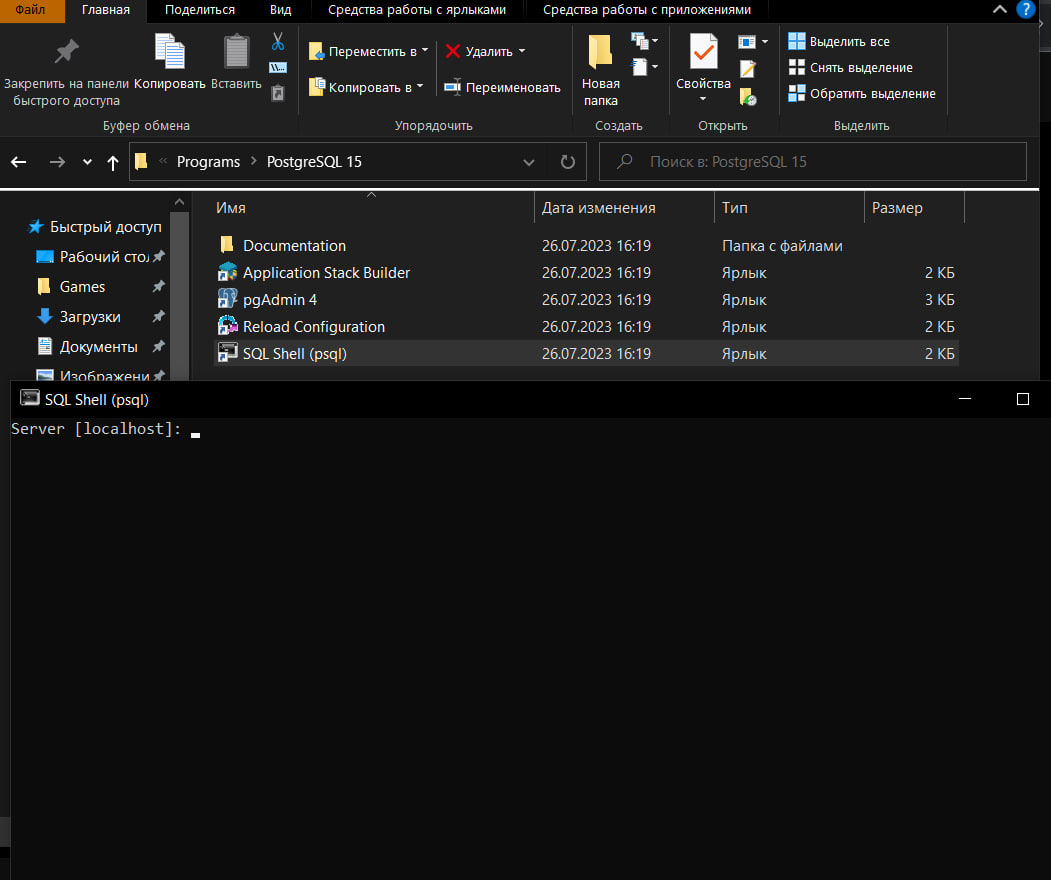 Файл Главная Поделиться Вид Средства работы с ярлыками Средства работы с приложениями
Закрепить на панели
быстрого доступа
Копировать
Вставить
Буфер обмена
Переместить в
Копировать в
Удалить
Переименовать
Упорядочить
Новая
папка
Создать
Свойства
Открыть
Выделить все
Снять выделение
Обратить выделение
Выделить
« Programs > PostgreSQL 15
Поиск в: PostgreSQL 15
Быстрый доступ
Рабочий стол
Games
Загрузки
Документы
Изображени
Имя Дата изменения Тип Размер
Documentation 26.07.2023 16:19 Папка с файлами
Application Stack Builder 26.07.2023 16:19 Ярлык 2 КБ
pgAdmin 4 26.07.2023 16:19 Ярлык 3 КБ
Reload Configuration 26.07.2023 16:19 Ярлык 2 КБ
SQL Shell (psql) 26.07.2023 16:19 Ярлык 2 КБ
SQL Shell (psql)
Server [localhost]: